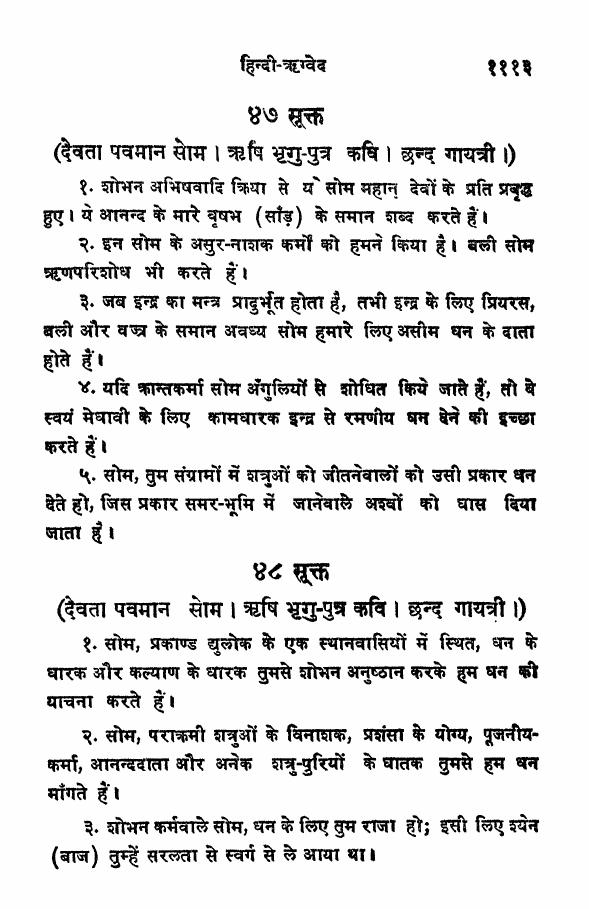 हिन्दी-ऋग्वेद १११३
४७ सूक्त
(देवता पवमान सोम। ऋषि भृगु-पुत्र कवि। छन्द गायत्री।)
१. शोभन अभिषवादि क्रिया से ये सोम महान् देवों के प्रति प्रवृद्ध
हुए। ये आनन्द के मारे वृषभ (साँड़) के समान शब्द करते हैं।
२. इन सोम के असुर-नाशक कर्मों को हमने किया है। बली सोम
ऋणपरिशोध भी करते हैं।
३. जब इन्द्र का मन्त्र प्रादुर्भूत होता है, तभी इन्द्र के लिए प्रियरस,
बली और वज्र के समान अवध्य सोम हमारे लिए असीम धन के दाता
होते हैं।
४. यदि क्रान्तकर्मा सोम अँगुलियों से शोधित किये जाते हैं, तो वे
स्वयं मेधावी के लिए कामधारक इन्द्र से रमणीय धन देने की इच्छा
करते हैं।
५. सोम, तुम संग्रामों में शत्रुओं को जीतनेवालों को उसी प्रकार धन
देते हो, जिस प्रकार समर-भूमि में जानेवाले अश्वों को घास दिया
जाता है।
४८ सूक्त
(देवता पवमान सोम। ऋषि भृगु-पुत्र कवि। छन्द गायत्री।)
१. सोम, प्रकाण्ड द्युलोक के एक स्थानवासियों में स्थित, धन के
धारक और कल्याण के धारक तुमसे शोभन अनुष्ठान करके हम धन की
याचना करते हैं।
२. सोम, पराक्रमी शत्रुओं के विनाशक, प्रशंसा के योग्य, पूजनीय-
कर्मा, आनन्ददाता और अनेक शत्रु-पुरियों के घातक तुमसे हम धन
माँगते हैं।
३. शोभन कर्मवाले सोम, धन के लिए तुम राजा हो; इसी लिए श्येन
(बाज) तुम्हें सरलता से स्वर्ग से ले आया था।